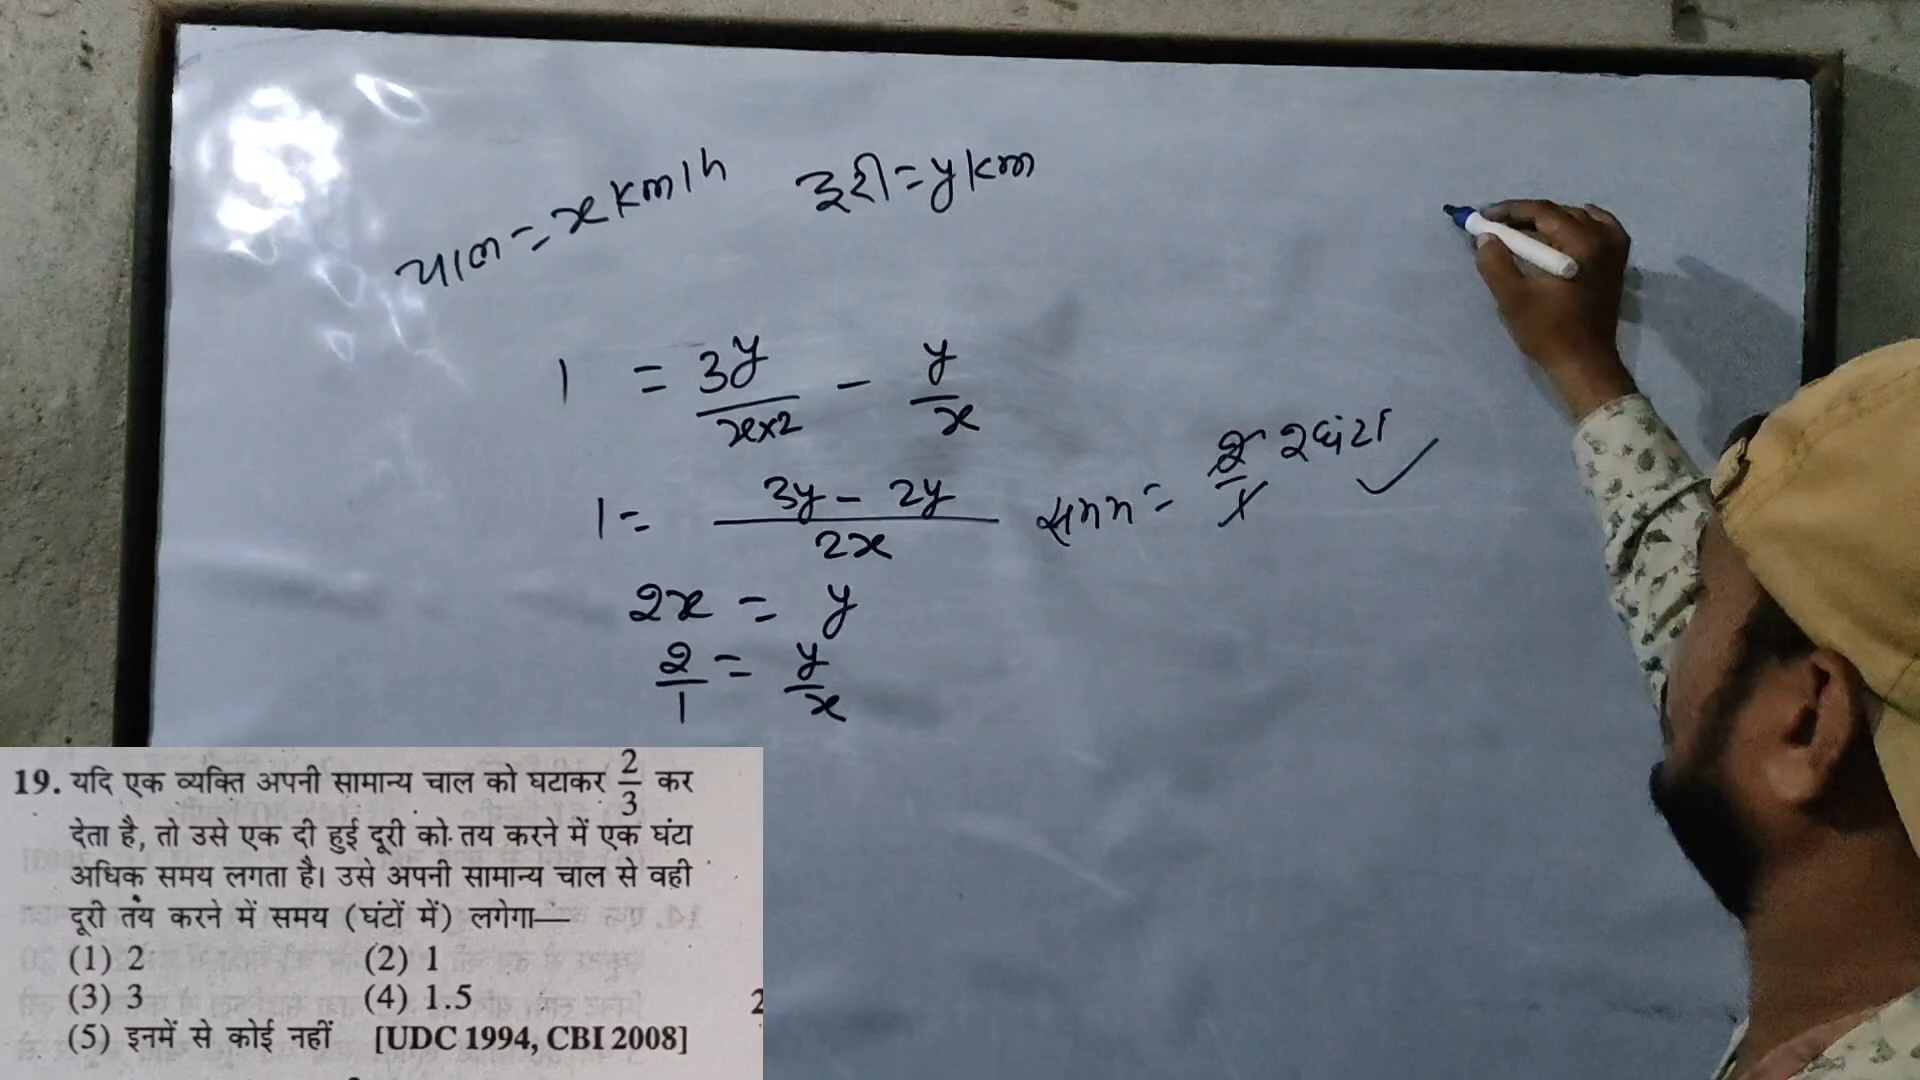 चाल = x km/h दूरी = y km
1 = 3y/x×2 - y/x
1 = 3y - 2y/2x समय = 2/1 2 घंटा ✓
2x = y
2/1 = y/x
19. यदि एक व्यक्ति अपनी सामान्य चाल को घटाकर 2/3 कर
देता है, तो उसे एक दी हुई दूरी को तय करने में एक घंटा
अधिक समय लगता है। उसे अपनी सामान्य चाल से वही
दूरी तय करने में समय (घंटों में) लगेगा—
(1) 2 (2) 1
(3) 3 (4) 1.5
(5) इनमें से कोई नहीं [UDC 1994, CBI 2008]